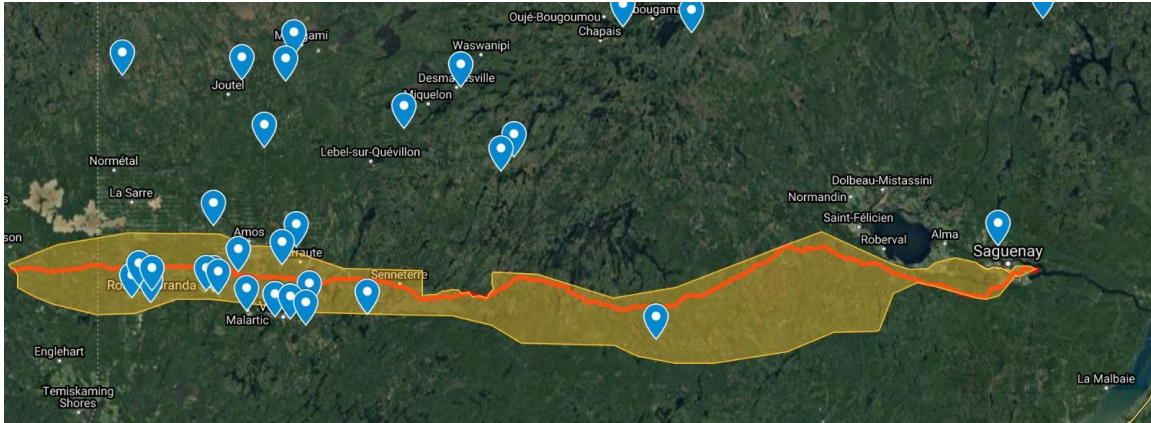 Oujé-Bougoumou
Chapais
Waswanipi
Joutel
Miquelon
Lebel-sur-Quévillon
Normétal
La Sarre
Dolbeau-Mistassini
Normandin
Saint-Félicien
Roberval
Alma
Saguenay
Amos
Senneterre
Malartic
Englehart
Temiskaming
Shores
La Malbaie